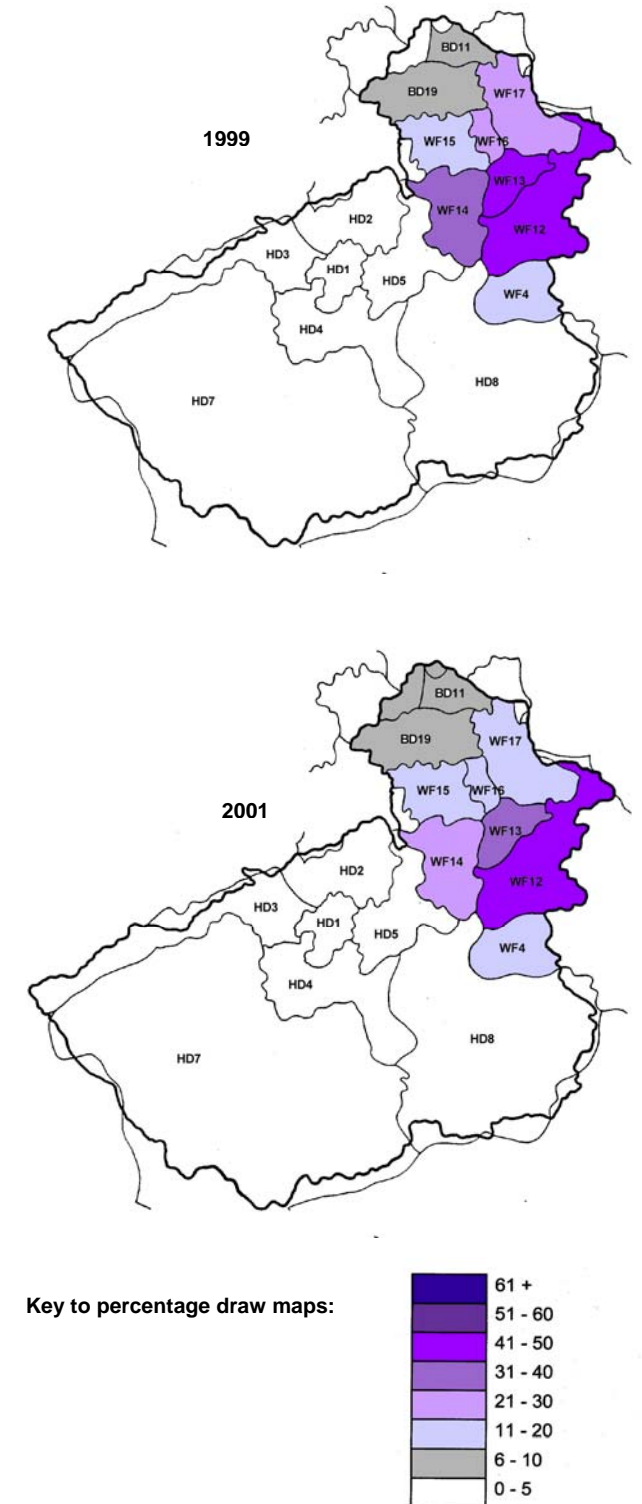 BD11
BD19
WF17
1999
WF15
WF16
WF13
WF14
HD2
WF12
HD3
HD1
HD5
WF4
HD4
HD8
HD7
BD11
BD19
WF17
WF15
WF16
2001
WF13
WF14
HD2
WF12
HD3
HD1
HD5
WF4
HD4
HD8
HD7
Key to percentage draw maps:
61 +
51 - 60
41 - 50
31 - 40
21 - 30
11 - 20
6 - 10
0 - 5